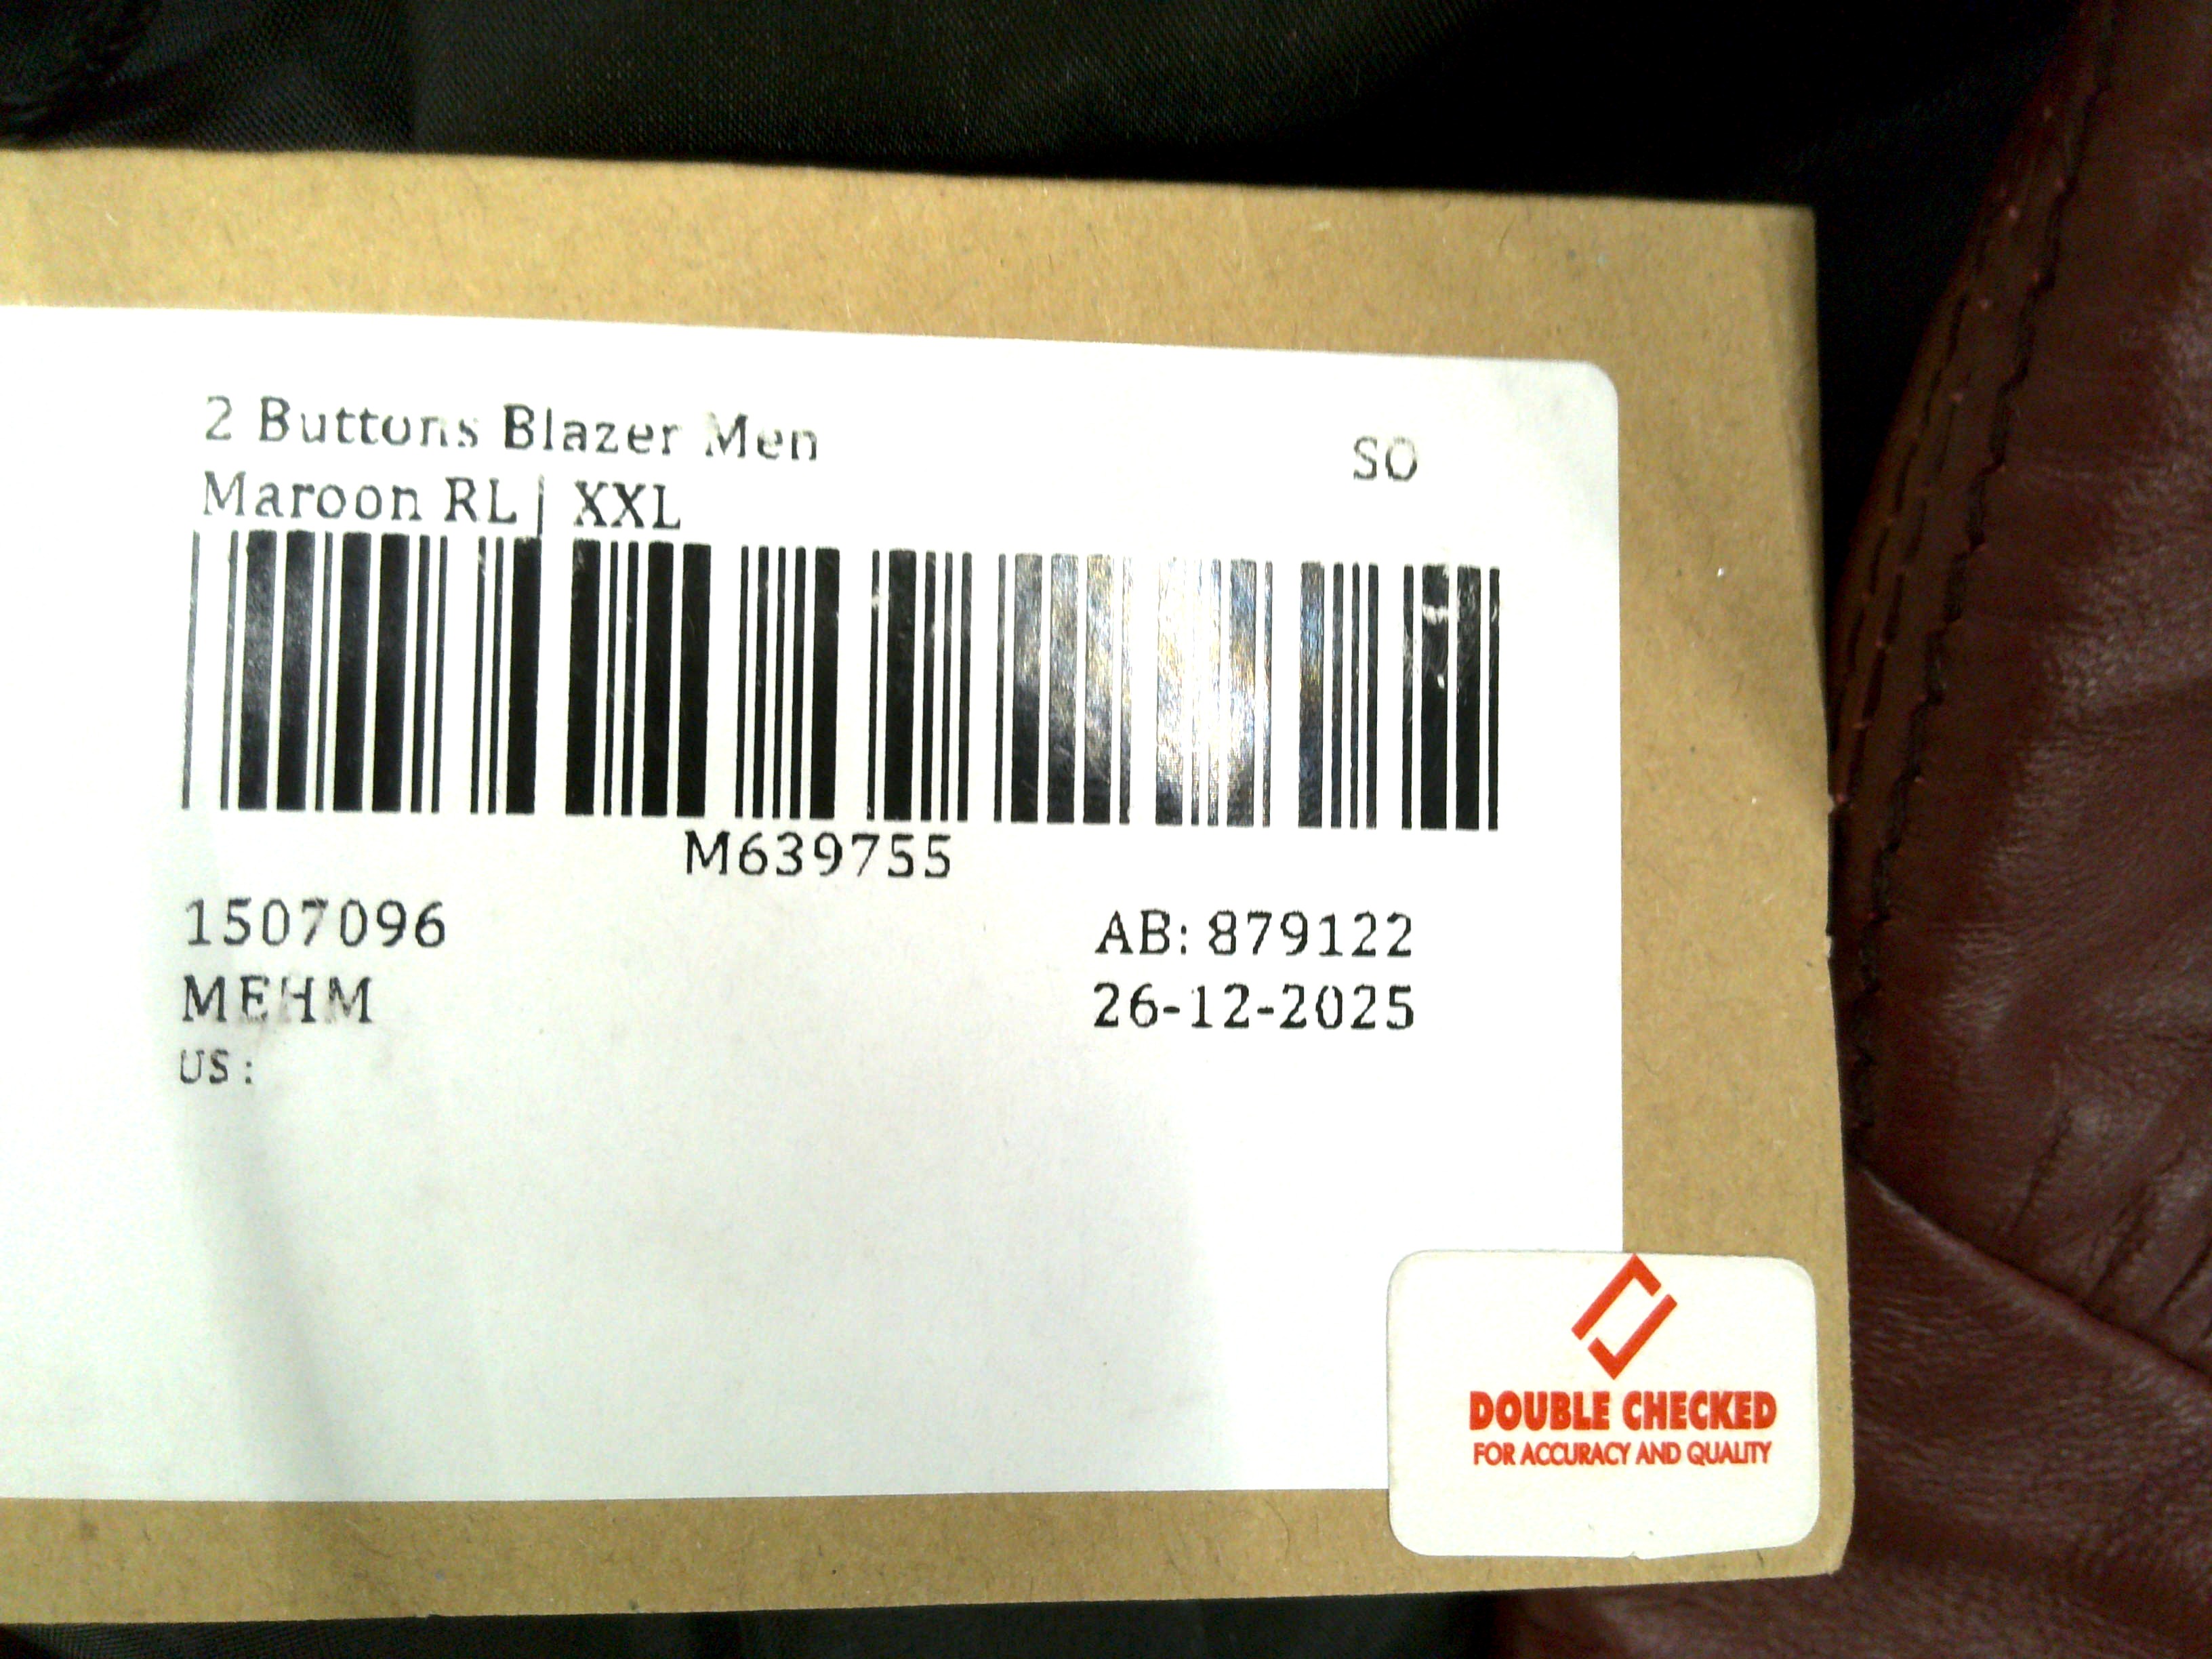 2 Buttons Blazer Men
SO
Maroon RL| XXL
M639755
1507096
AB: 879122
MEHM
26-12-2025
US:
DOUBLE CHECKED
FOR ACCURACY AND QUALITY